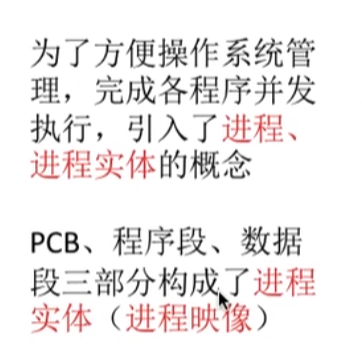 为了方便操作系统管
理，完成各程序并发
执行，引入了进程、
进程实体的概念
PCB、程序段、数据
段三部分构成了进程
实体（进程映像）